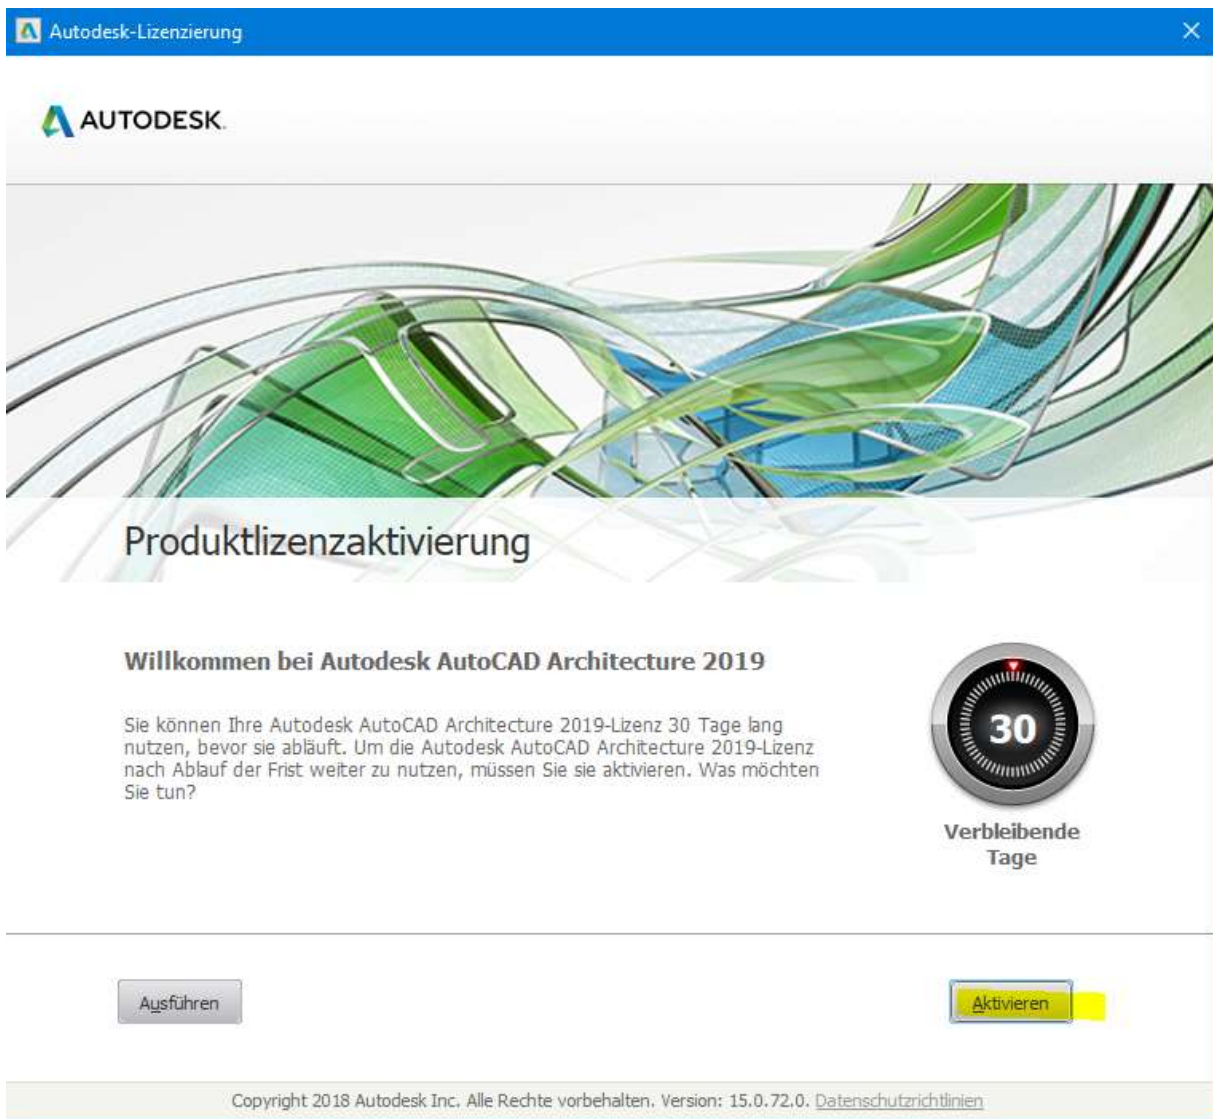 Autodesk-Lizenzierung
AUTODESK.
Produktlizenzaktivierung
Willkommen bei Autodesk AutoCAD Architecture 2019
Sie können Ihre Autodesk AutoCAD Architecture 2019-Lizenz 30 Tage lang
nutzen, bevor sie abläuft. Um die Autodesk AutoCAD Architecture 2019-Lizenz
nach Ablauf der Frist weiter zu nutzen, müssen Sie sie aktivieren. Was möchten
Sie tun?
30
Verbleibende
Tage
Ausführen
Aktivieren
Copyright 2018 Autodesk Inc. Alle Rechte vorbehalten. Version: 15.0.72.0. Datenschutzrichtlinien